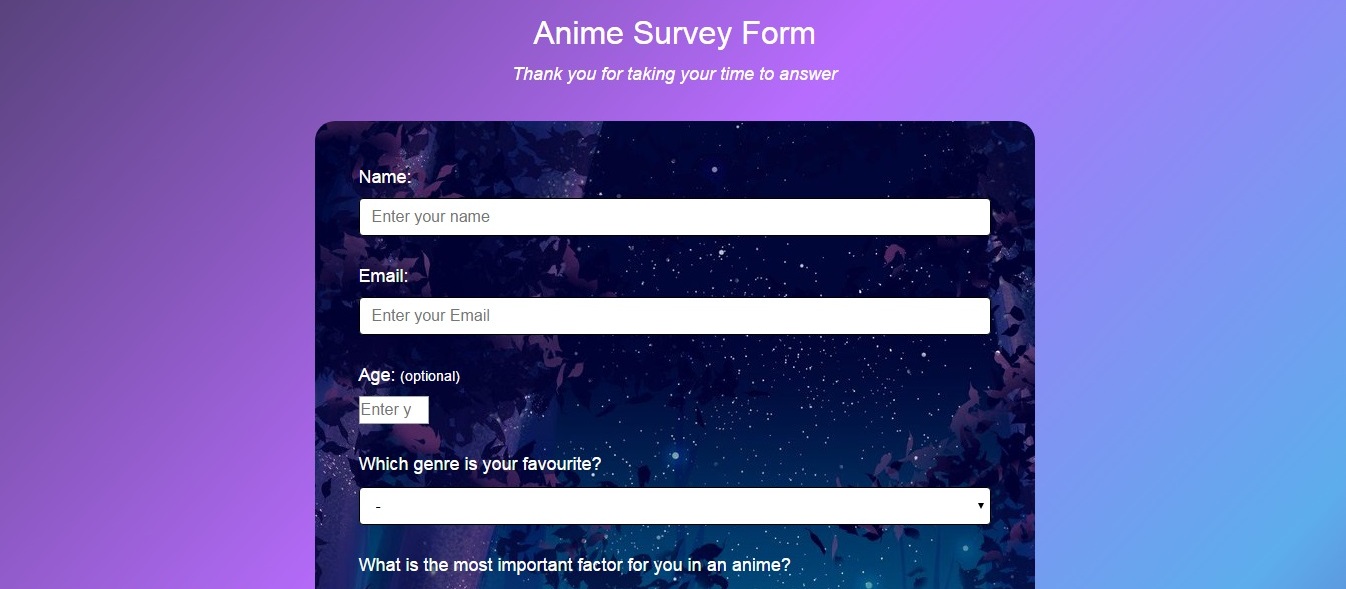 Anime Survey Form
Thank you for taking your time to answer
Name:
Enter your name
Email:
Enter your Email
Age: (optional)
Enter y
Which genre is your favourite?
-
What is the most important factor for you in an anime?